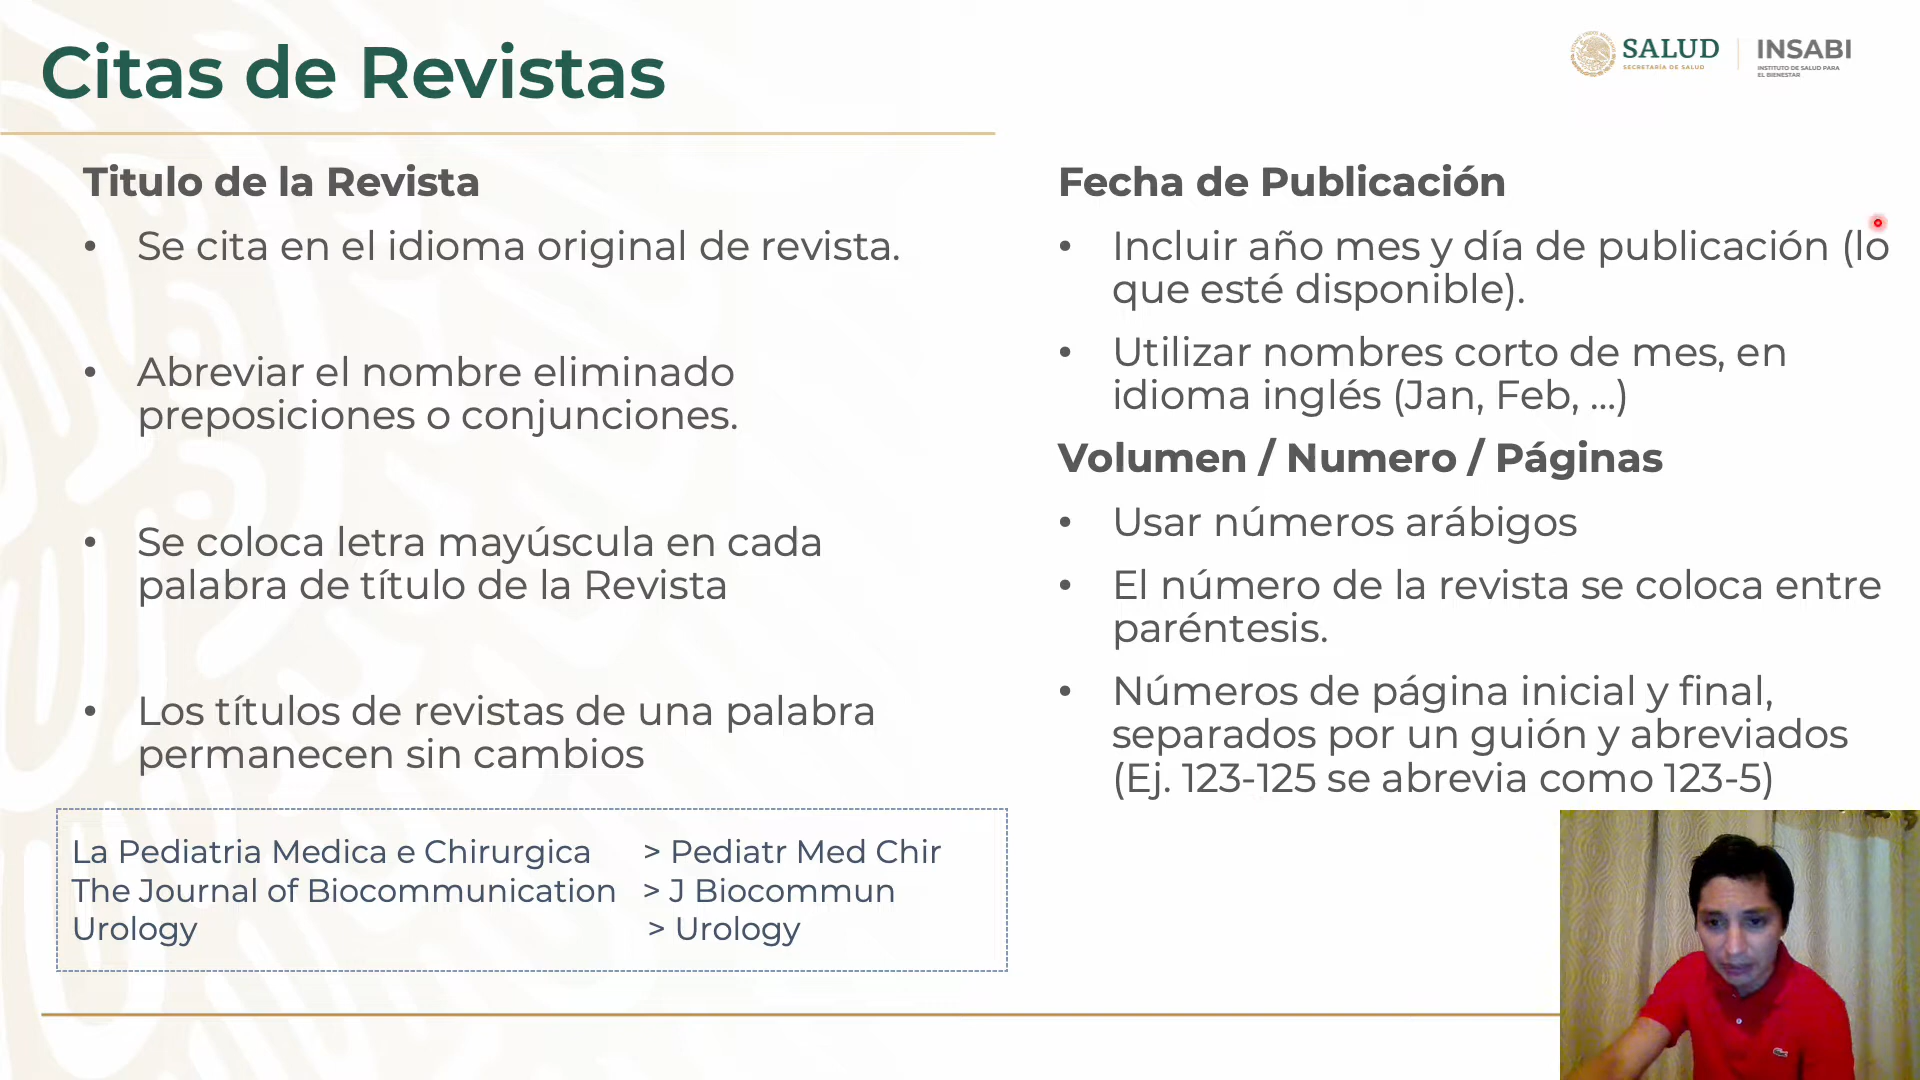 Citas de Revistas
SALUD
SECRETARÍA DE SALUD
INSABI
INSTITUTO DE SALUD PARA
EL BIENESTAR
Titulo de la Revista
• Se cita en el idioma original de revista.
• Abreviar el nombre eliminado
preposiciones o conjunciones.
• Se coloca letra mayúscula en cada
palabra de título de la Revista
• Los títulos de revistas de una palabra
permanecen sin cambios
La Pediatria Medica e Chirurgica > Pediatr Med Chir
The Journal of Biocommunication > J Biocommun
Urology > Urology
Fecha de Publicación
• Incluir año mes y día de publicación (lo
que esté disponible).
• Utilizar nombres corto de mes, en
idioma inglés (Jan, Feb, ...)
Volumen / Numero / Páginas
• Usar números arábigos
• El número de la revista se coloca entre
paréntesis.
• Números de página inicial y final,
separados por un guión y abreviados
(Ej. 123-125 se abrevia como 123-5)